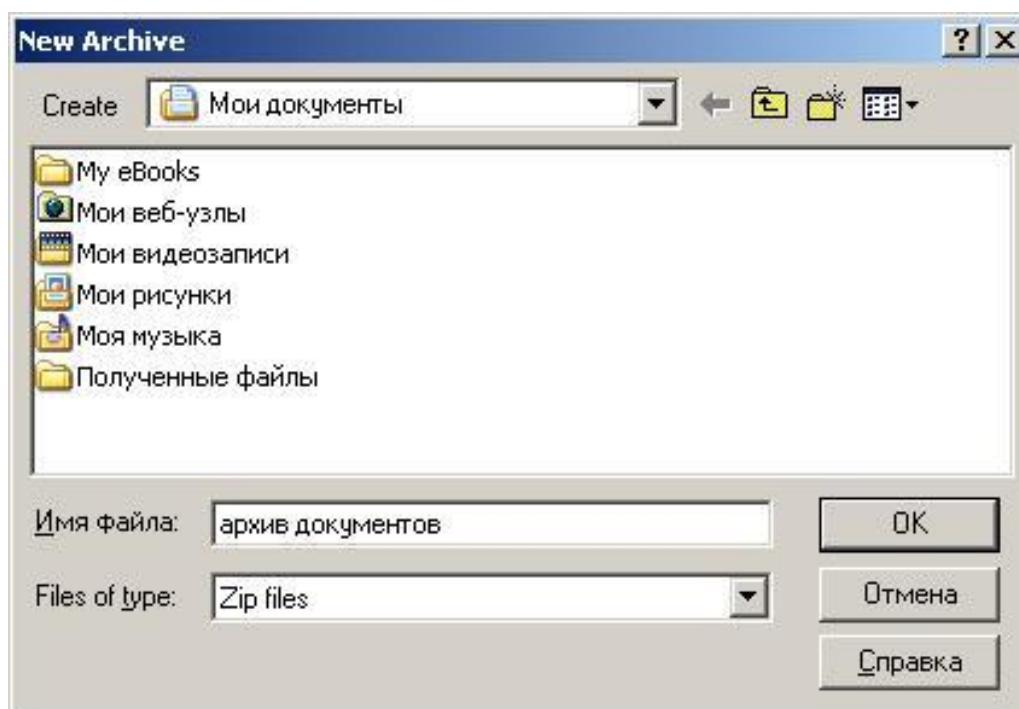 New Archive
Create Мои документы
My eBooks
Мои веб-узлы
Мои видеозаписи
Мои рисунки
Моя музыка
Полученные файлы
Имя файла: архив документов OK
Files of type: Zip files Отмена
Справка